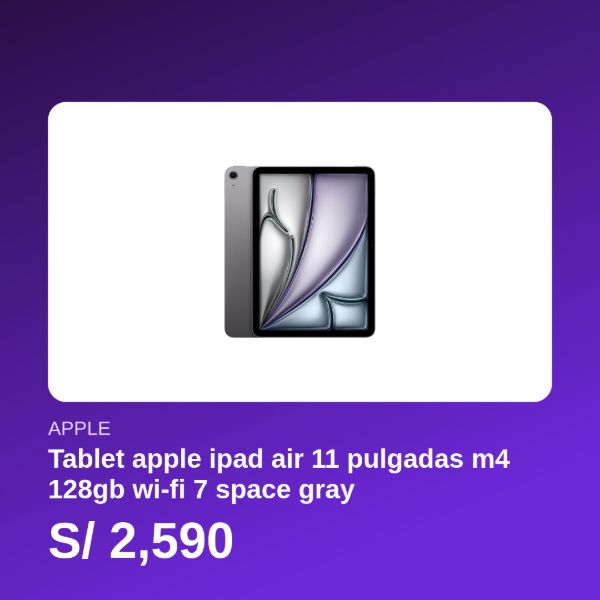 APPLE
Tablet apple ipad air 11 pulgadas m4
128gb wi-fi 7 space gray
S/ 2,590